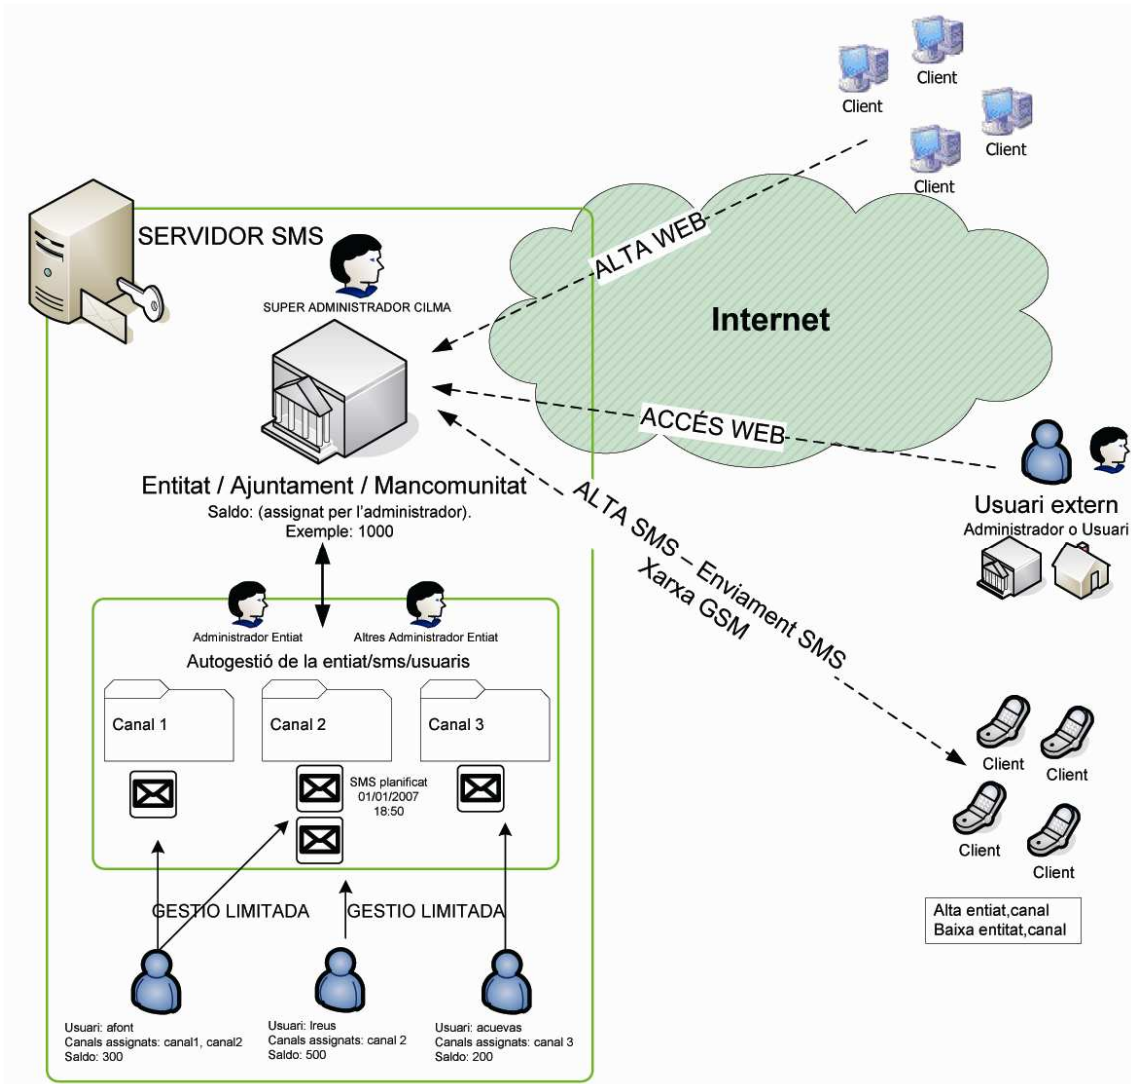 Client
Client
Client
Client
SERVIDOR SMS
SUPER ADMINISTRADOR CILMA
ALTA WEB
Internet
ACCÉS WEB
Entitat / Ajuntament / Mancomunitat
Saldo: (assignat per l'administrador).
Exemple: 1000
Usuari extern
Administrador o Usuari
ALTA SMS – Enviament SMS
Xarxa GSM
Administrador Entiat
Altres Administrador Entiat
Autogestió de la entiat/sms/usuaris
Canal 1
Canal 2
Canal 3
SMS planificat
01/01/2007
18:50
Client
Client
Client
Client
Alta entiat,canal
Baixa entitat,canal
GESTIO LIMITADA
GESTIO LIMITADA
Usuari: afont
Canals assignats: canal1, canal2
Saldo: 300
Usuari: lreus
Canals assignats: canal 2
Saldo: 500
Usuari: acuevas
Canals assignats: canal 3
Saldo: 200